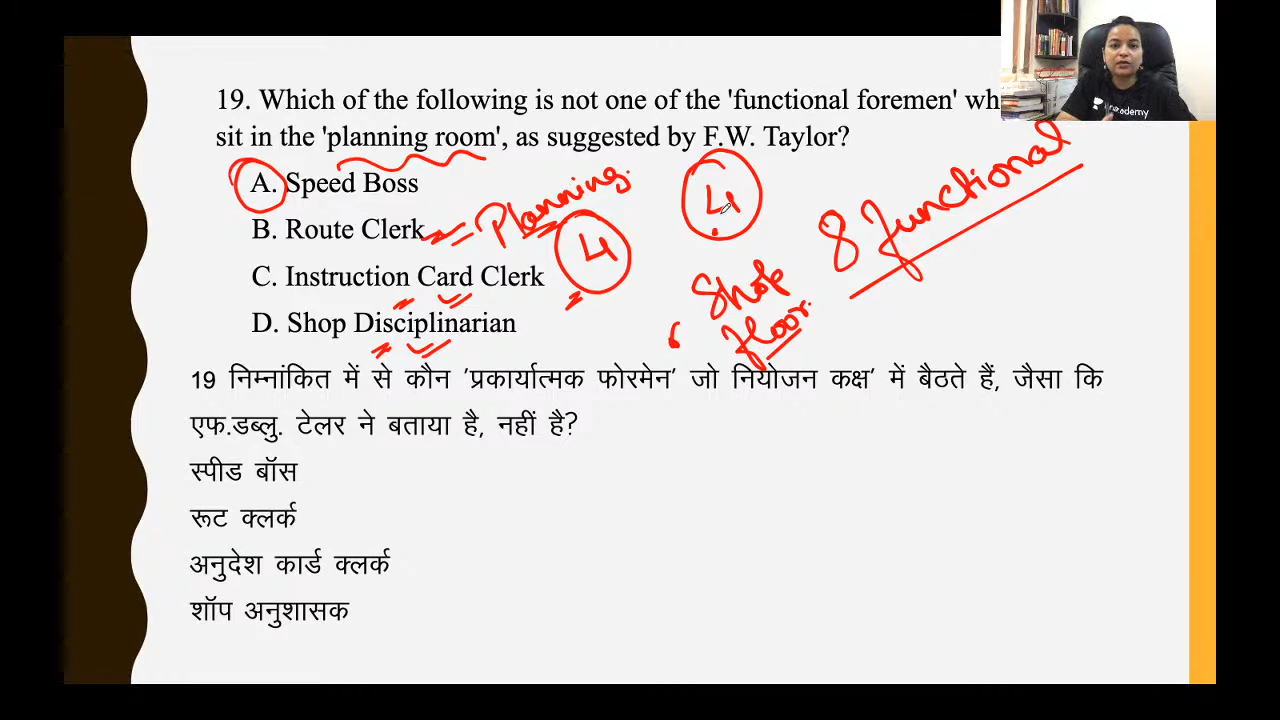 19. Which of the following is not one of the 'functional foremen' wh
sit in the 'planning room', as suggested by F.W. Taylor?
A. Speed Boss
B. Route Clerk
C. Instruction Card Clerk
D. Shop Disciplinarian
Planning
4
4
Shop
floor
8 functional
19 निम्नांकित में से कौन 'प्रकार्यात्मक फोरमेन' जो नियोजन कक्ष' में बैठते हैं, जैसा कि
एफ.डब्लु. टेलर ने बताया है, नहीं है?
स्पीड बॉस
रूट क्लर्क
अनुदेश कार्ड क्लर्क
शॉप अनुशासक